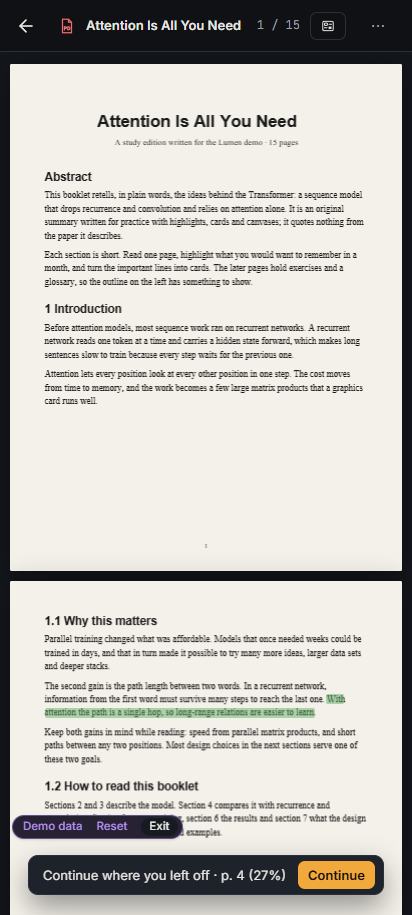 Attention Is All You Need 1 / 15
Attention Is All You Need
A study edition written for the Lumen demo · 15 pages
Abstract
This booklet retells, in plain words, the ideas behind the Transformer: a sequence model
that drops recurrence and convolution and relies on attention alone. It is an original
summary written for practice with highlights, cards and canvases; it quotes nothing from
the paper it describes.
Each section is short. Read one page, highlight what you would want to remember in a
month, and turn the important lines into cards. The later pages hold exercises and a
glossary, so the outline on the left has something to show.
1 Introduction
Before attention models, most sequence work ran on recurrent networks. A recurrent
network reads one token at a time and carries a hidden state forward, which makes long
sentences slow to train because every step waits for the previous one.
Attention lets every position look at every other position in one step. The cost moves
from time to memory, and the work becomes a few large matrix products that a graphics
card runs well.
1
1.1 Why this matters
Parallel training changed what was affordable. Models that once needed weeks could be
trained in days, and that in turn made it possible to try many more ideas, larger data sets
and deeper stacks.
The second gain is the path length between two words. In a recurrent network,
information from the first word must survive many steps to reach the last one. With
attention the path is a single hop, so long-range relations are easier to learn.
Keep both gains in mind while reading: speed from parallel matrix products, and short
paths between any two positions. Most design choices in the next sections serve one of
these two goals.
1.2 How to read this booklet
Sections 2 and 3 describe the model. Section 4 compares it with recurrence and
section 6 the results and section 7 what the design
examples.
Demo data Reset Exit
Continue where you left off · p. 4 (27%) Continue